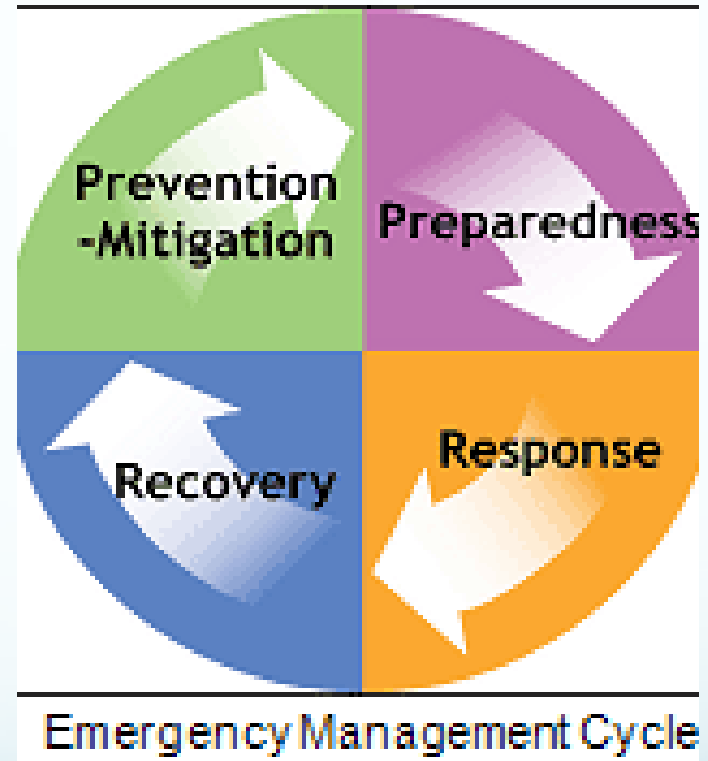 Prevention
-Mitigation
Preparedness
Recovery
Response
Emergency Management Cycle